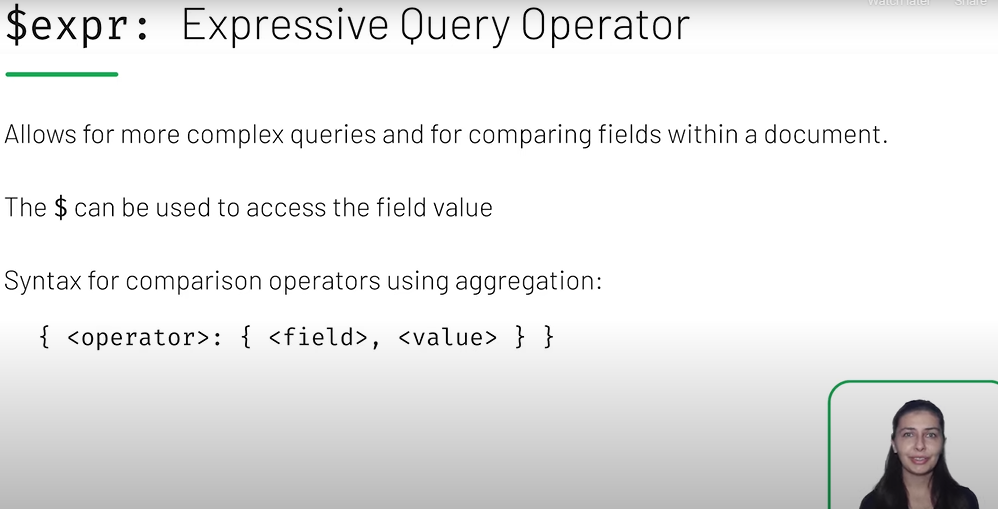 Watch later Share
$expr: Expressive Query Operator
Allows for more complex queries and for comparing fields within a document.
The $ can be used to access the field value
Syntax for comparison operators using aggregation:
{ <operator>: { <field>, <value> } }